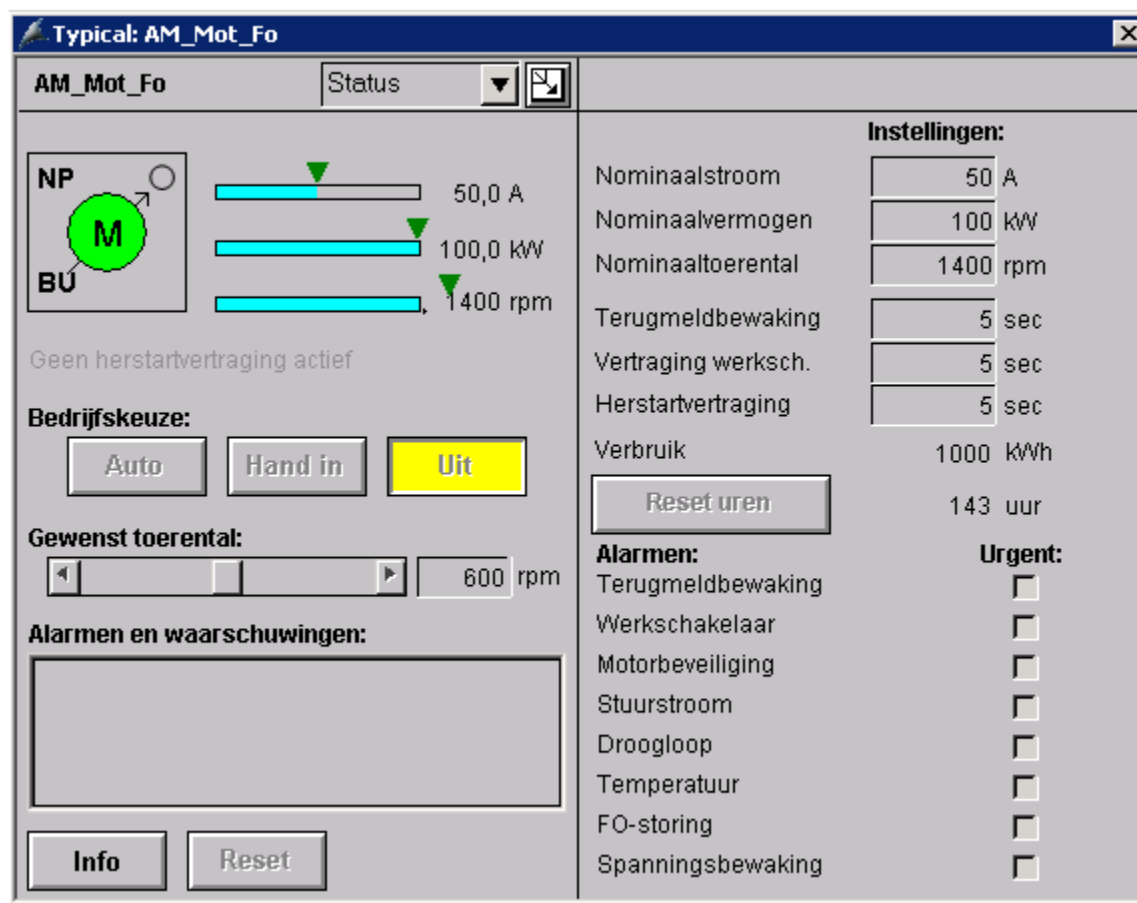 Typical: AM_Mot_Fo
AM_Mot_Fo
Status
NP
M
BU
50,0 A
100,0 kW
1400 rpm
Geen herstartvertraging actief
Bedrijfskeuze:
Auto Hand in Uit
Gewenst toerental:
600 rpm
Alarmen en waarschuwingen:
Info Reset
Instellingen:
Nominaalstroom 50 A
Nominaalvermogen 100 kW
Nominaaltoerental 1400 rpm
Terugmeldbewaking 5 sec
Vertraging werksch. 5 sec
Herstartvertraging 5 sec
Verbruik 1000 kWh
Reset uren 143 uur
Alarmen: Urgent:
Terugmeldbewaking
Werkschakelaar
Motorbeveiliging
Stuurstroom
Droogloop
Temperatuur
FO-storing
Spanningsbewaking